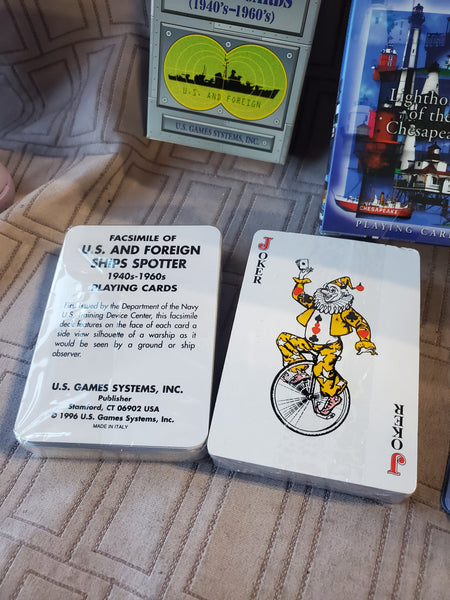 (1940's–1960's)
U.S. AND FOREIGN
U.S. GAMES SYSTEMS, INC.
of the
CHESAPEAKE
PLAYING
FACSIMILE OF
U.S. AND FOREIGN
SHIPS SPOTTER
1940s-1960s
PLAYING CARDS
First issued by the Department of the Navy
U.S. Training Device Center, this facsimile
deck features on the face of each card a
side view silhouette of a warship as it
would be seen by a ground or ship
observer.
U.S. GAMES SYSTEMS, INC.
Publisher
Stamford, CT 06902 USA
© 1996 U.S. Games Systems, Inc.
MADE IN ITALY
JOKER
JOKER